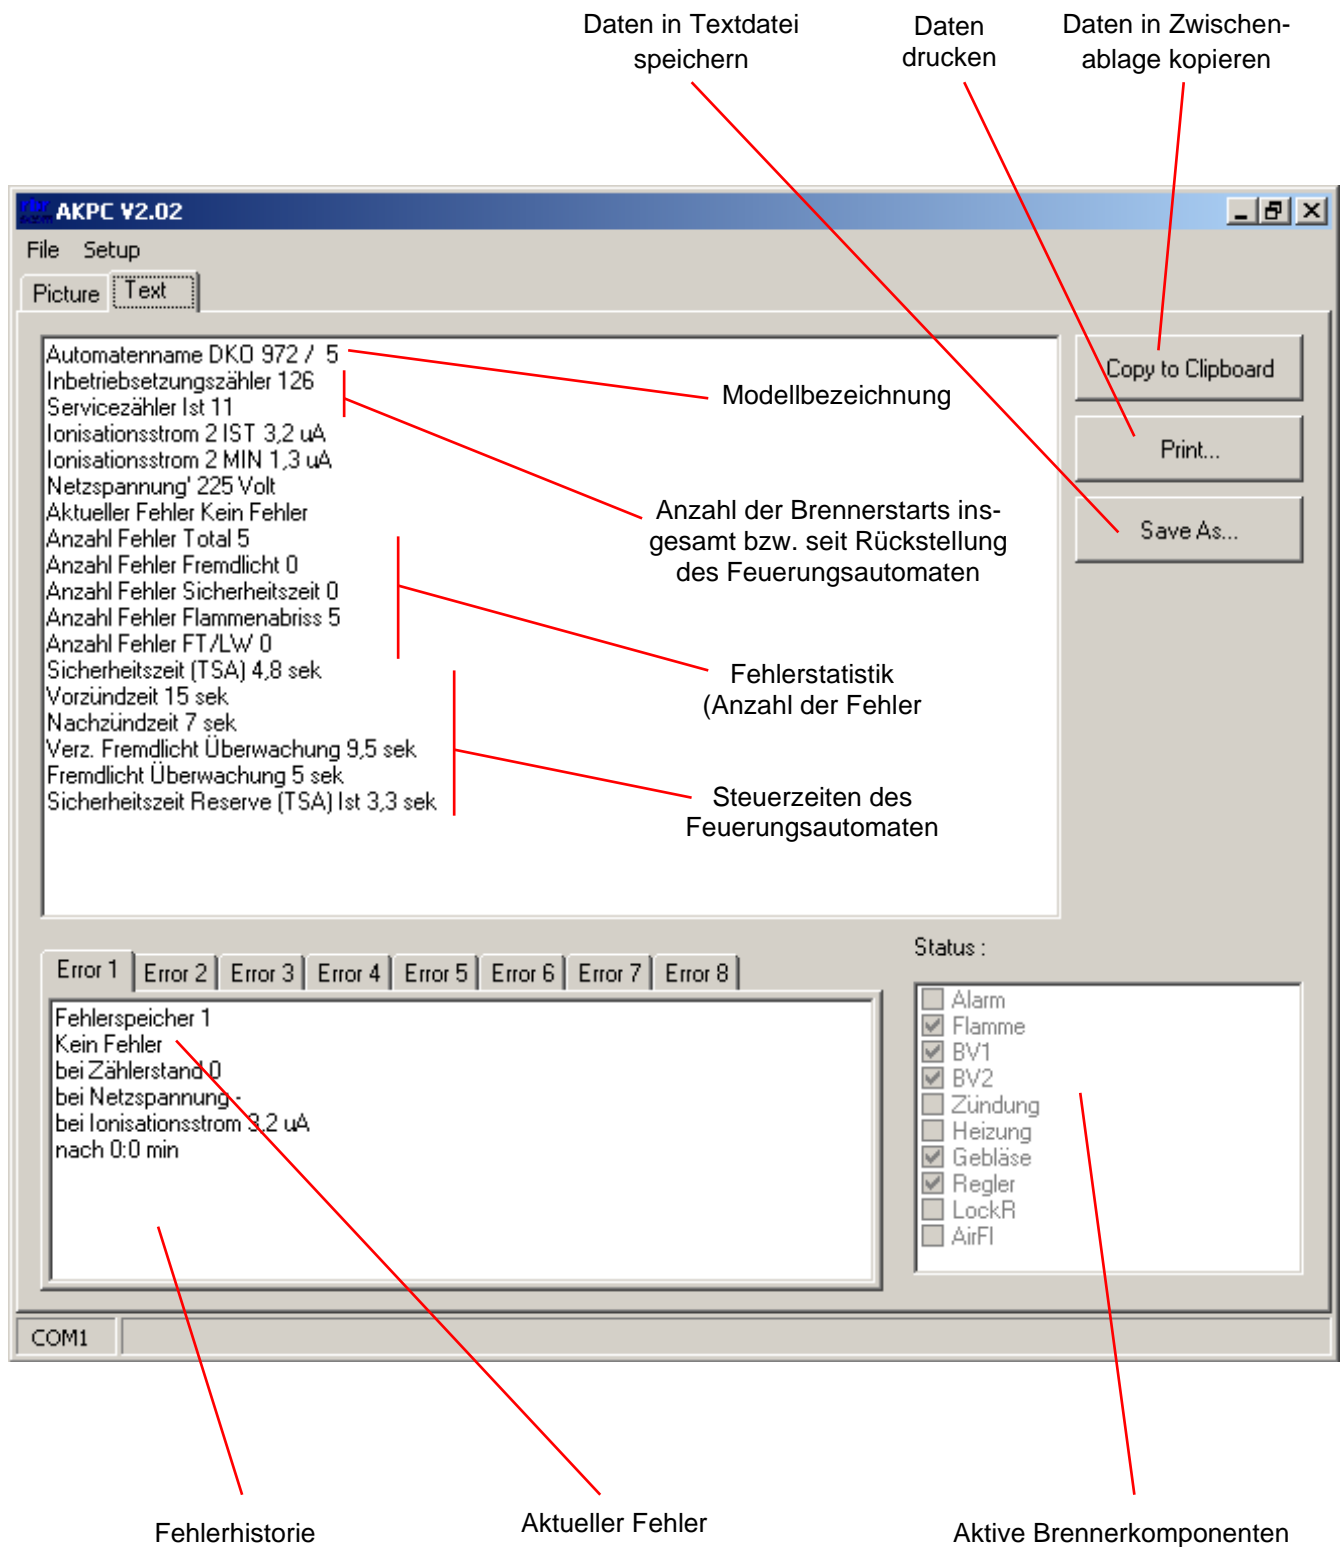 Daten in Textdatei
speichern
Daten
drucken
Daten in Zwischen-
ablage kopieren
AKPC V2.02
File Setup
Picture Text
Automatenname DKO 972 / 5
Inbetriebsetzungszähler 126
Servicezähler Ist 11
Ionisationsstrom 2 IST 3,2 uA
Ionisationsstrom 2 MIN 1,3 uA
Netzspannung' 225 Volt
Aktueller Fehler Kein Fehler
Anzahl Fehler Total 5
Anzahl Fehler Fremdlicht 0
Anzahl Fehler Sicherheitszeit 0
Anzahl Fehler Flammenabriss 5
Anzahl Fehler FT/LW 0
Sicherheitszeit (TSA) 4,8 sek
Vorzündzeit 15 sek
Nachzündzeit 7 sek
Verz. Fremdlicht Überwachung 9,5 sek
Fremdlicht Überwachung 5 sek
Sicherheitszeit Reserve (TSA) Ist 3,3 sek
Modellbezeichnung
Anzahl der Brennerstarts ins-
gesamt bzw. seit Rückstellung
des Feuerungsautomaten
Fehlerstatistik
(Anzahl der Fehler
Steuerzeiten des
Feuerungsautomaten
Copy to Clipboard
Print...
Save As...
Error 1 Error 2 Error 3 Error 4 Error 5 Error 6 Error 7 Error 8
Fehlerspeicher 1
Kein Fehler
bei Zählerstand 0
bei Netzspannung -
bei Ionisationsstrom 3,2 uA
nach 0:0 min
Status :
Alarm
Flamme
BV1
BV2
Zündung
Heizung
Gebläse
Regler
LockR
AirFl
COM1
Fehlerhistorie
Aktueller Fehler
Aktive Brennerkomponenten